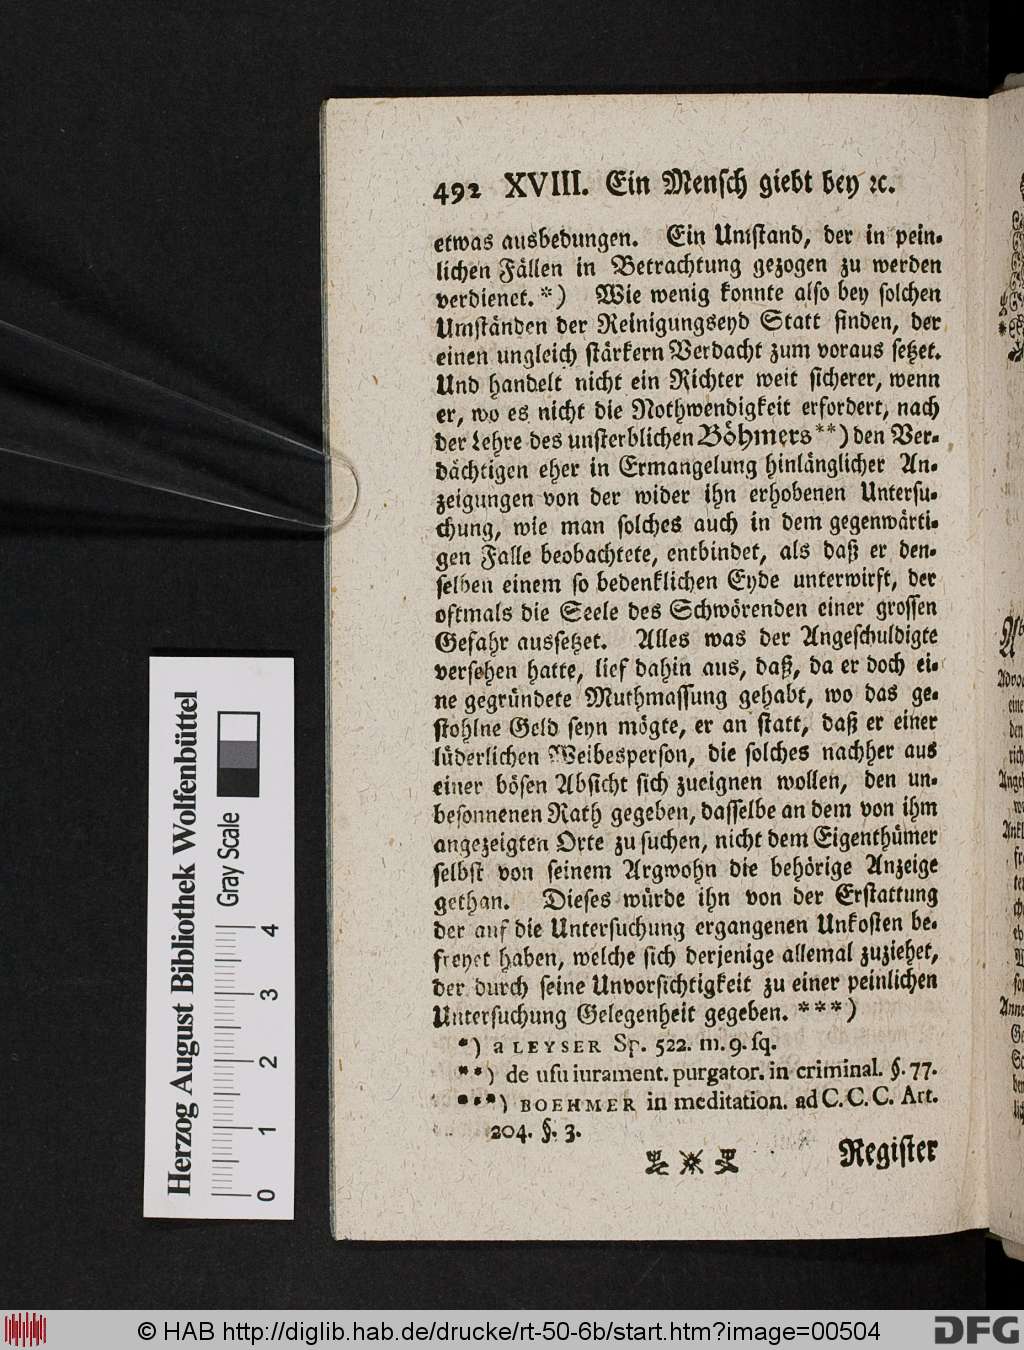 492 XVIII. Ein Mensch giebt bey ꝛc.
etwas ausbedungen. Ein Umstand, der in pein-
lichen Fällen in Betrachtung gezogen zu werden
verdienet. *) Wie wenig konnte also bey solchen
Umständen der Reinigungseyd Statt finden, der
einen ungleich stärkern Verdacht zum voraus setzet.
Und handelt nicht ein Richter weit sicherer, wenn
er, wo es nicht die Nothwendigkeit erfordert, nach
der Lehre des unsterblichen Böhmers **) den Ver-
dächtigen eher in Ermangelung hinlänglicher An-
zeigungen von der wider ihn erhobenen Untersu-
chung, wie man solches auch in dem gegenwärti-
gen Falle beobachtete, entbindet, als daß er den-
selben einem so bedenklichen Eyde unterwirft, der
oftmals die Seele des Schwörenden einer grossen
Gefahr aussetzet. Alles was der Angeschuldigte
versehen hatte, lief dahin aus, daß, da er doch ei-
ne gegründete Muthmassung gehabt, wo das ge-
stohlne Geld seyn mögte, er an statt, daß er einer
lüderlichen Weibesperson, die solches nachher aus
einer bösen Absicht sich zueignen wollen, den un-
besonnenen Rath gegeben, dasselbe an dem von ihm
angezeigten Orte zu suchen, nicht dem Eigenthümer
selbst von seinem Argwohn die behörige Anzeige
gethan. Dieses würde ihn von der Erstattung
der auf die Untersuchung ergangenen Unkosten be-
freyet haben, welche sich derjenige allemal zuziehet,
der durch seine Unvorsichtigkeit zu einer peinlichen
Untersuchung Gelegenheit gegeben. ***)
*) a LEYSER Sp. 522. m. 9. sq.
**) de usu iurament. purgator. in criminal. §. 77.
***) BOEHMER in meditation. ad C. C. C. Art.
204. §. 3.
Register
Herzog August Bibliothek Wolfenbüttel
Gray Scale
0 1 2 3 4
© HAB http://diglib.hab.de/drucke/rt-50-6b/start.htm?image=00504
DFG